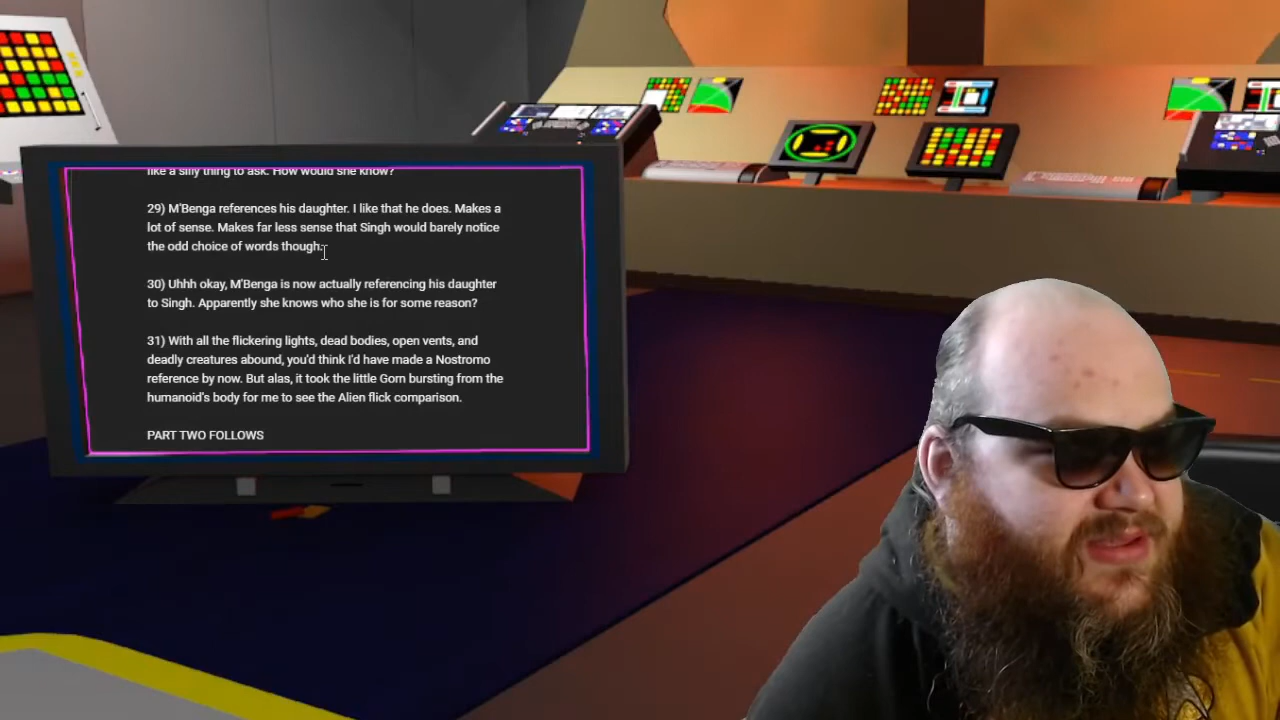 like a silly thing to ask. How would she know?
29) M'Benga references his daughter. I like that he does. Makes a
lot of sense. Makes far less sense that Singh would barely notice
the odd choice of words though.
30) Uhhh okay, M'Benga is now actually referencing his daughter
to Singh. Apparently she knows who she is for some reason?
31) With all the flickering lights, dead bodies, open vents, and
deadly creatures abound, you'd think I'd have made a Nostromo
reference by now. But alas, it took the little Gorn bursting from the
humanoid's body for me to see the Alien flick comparison.
PART TWO FOLLOWS